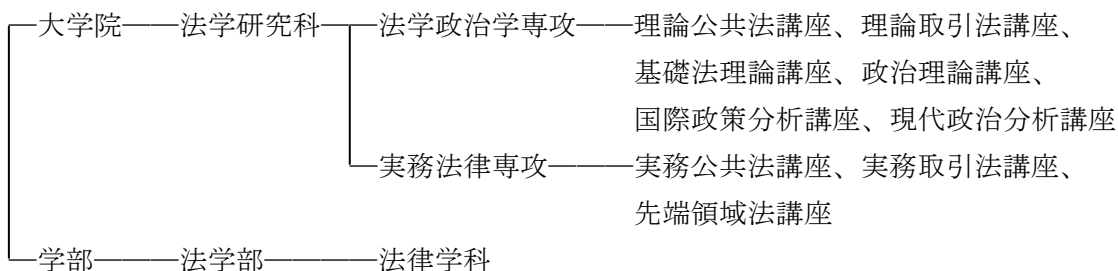 大学院――法学研究科――法学政治学専攻――理論公共法講座、理論取引法講座、
基礎法理論講座、政治理論講座、
国際政策分析講座、現代政治分析講座
実務法律専攻―――実務公共法講座、実務取引法講座、
先端領域法講座
学部―――法学部――――法律学科